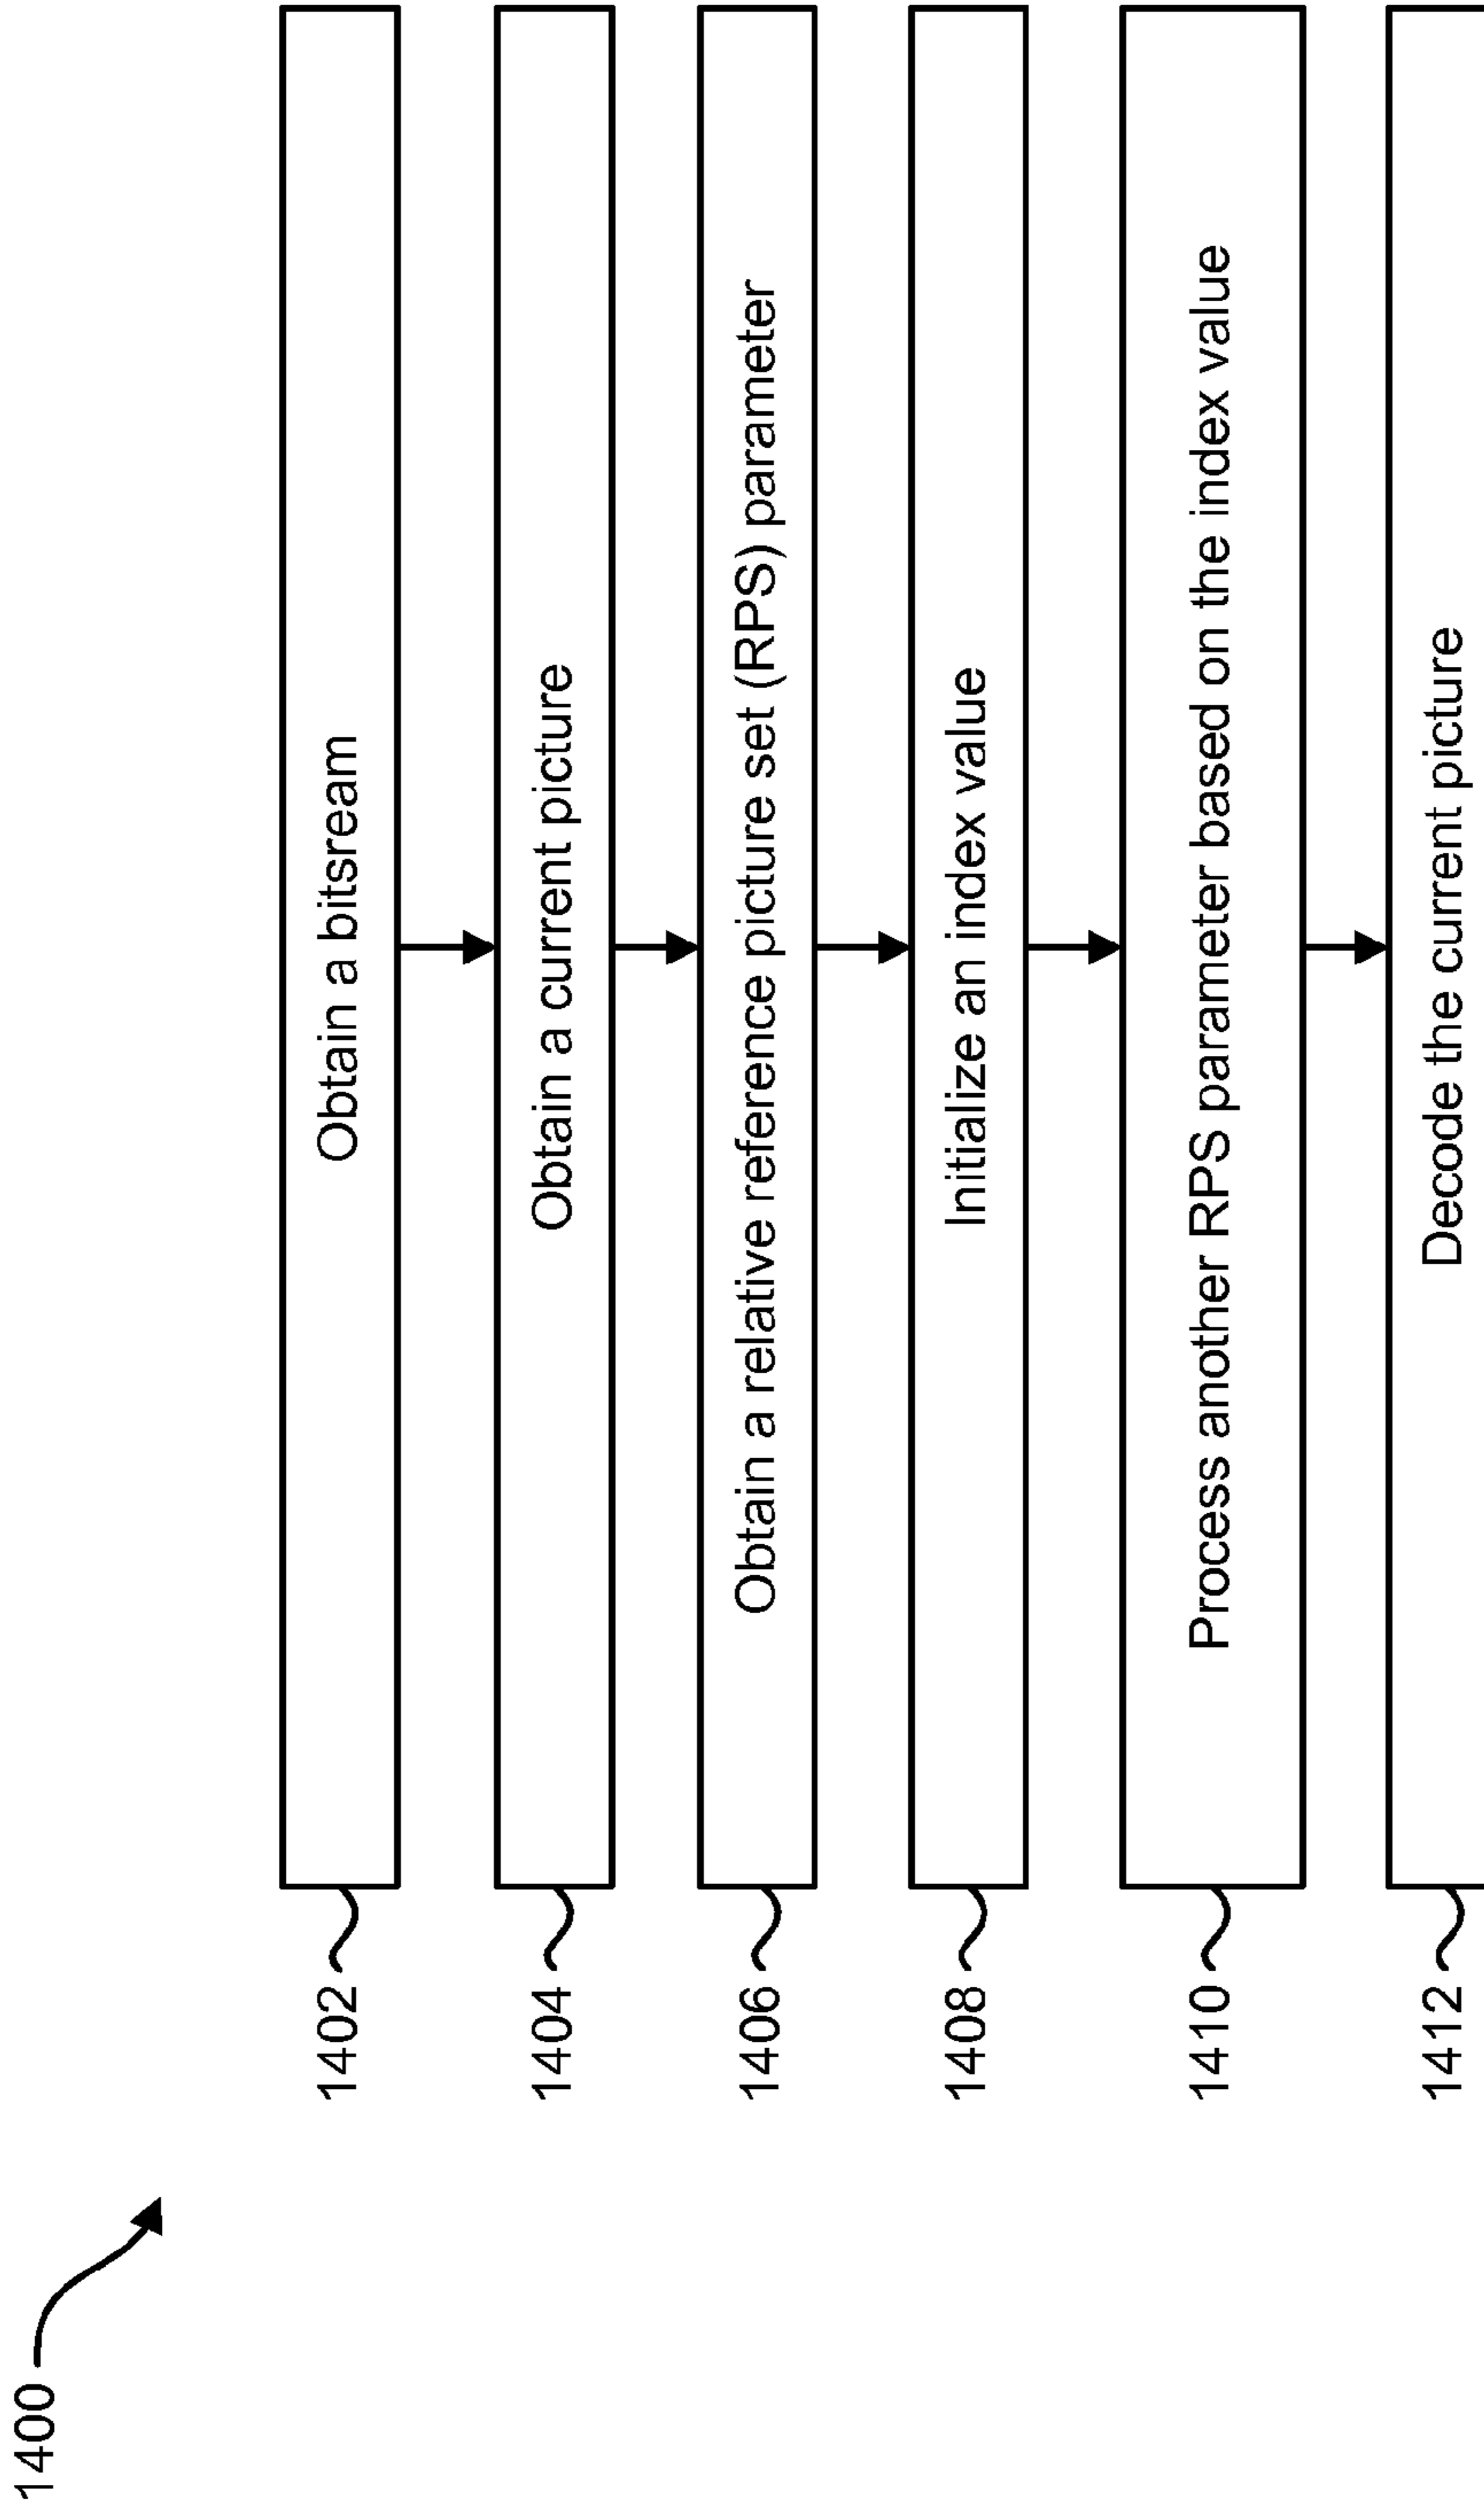 1400
1402
Obtain a bitsream
1404
Obtain a current picture
1406
Obtain a relative reference picture set (RPS) parameter
1408
Initialize an index value
1410
Process another RPS parameter based on the index value
1412
Decode the current picture